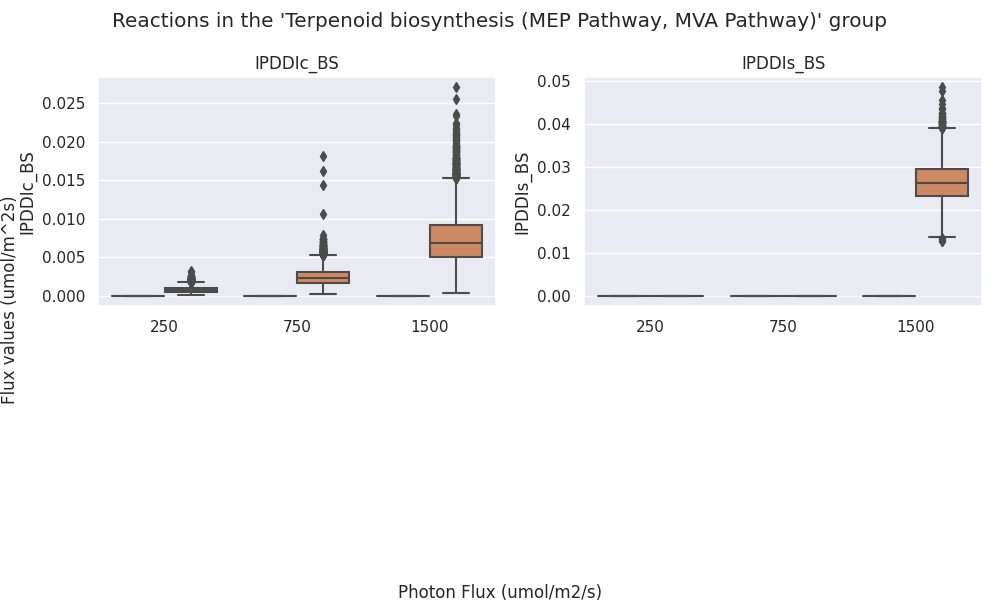 Reactions in the 'Terpenoid biosynthesis (MEP Pathway, MVA Pathway)' group
IPDDIc_BS
IPDDIs_BS
0.025
0.020
0.015
0.010
0.005
0.000
IPDDIc_BS
250
750
1500
0.05
0.04
0.03
0.02
0.01
0.00
IPDDIs_BS
250
750
1500
Flux values (umol/m^2s)
Photon Flux (umol/m2/s)